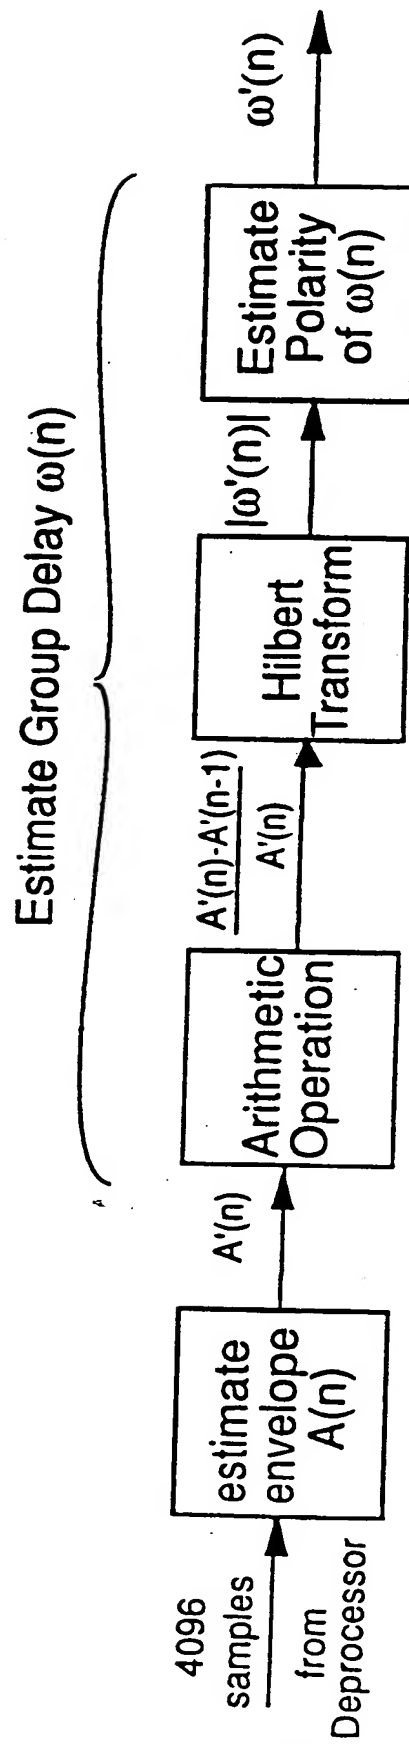 Estimate Group Delay ω(n)
4096
samples
from
Deprocessor
estimate
envelope
A(n)
A'(n)
Arithmetic
Operation
A'(n)-A'(n-1)
A'(n)
Hilbert
Transform
|ω'(n)|
Estimate
Polarity
of ω(n)
ω'(n)